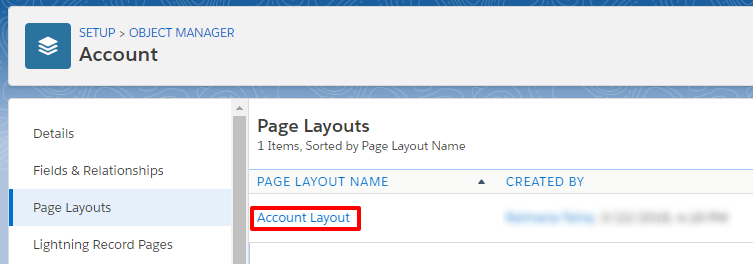 SETUP > OBJECT MANAGER
Account
Details
Fields & Relationships
Page Layouts
Lightning Record Pages
Page Layouts
1 Items, Sorted by Page Layout Name
PAGE LAYOUT NAME CREATED BY
Account Layout